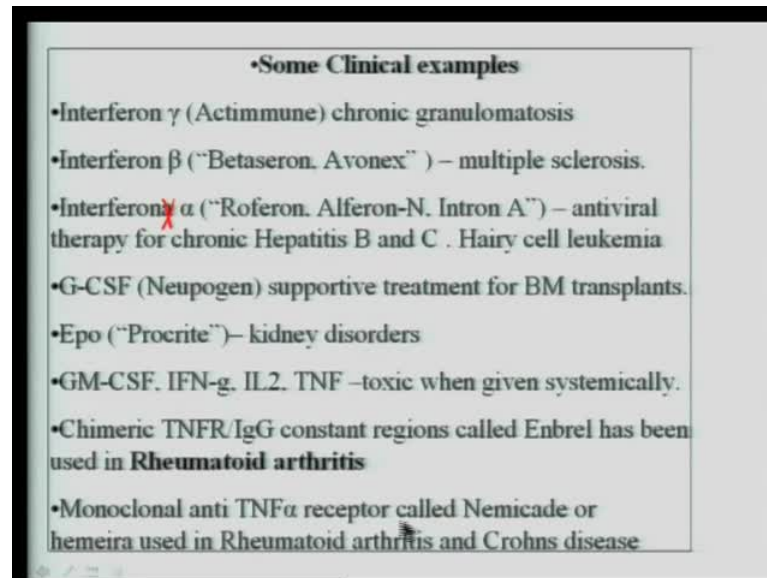 •Some Clinical examples
•Interferon γ (Actimmune) chronic granulomatosis
•Interferon β (“Betaseron, Avonex” ) – multiple sclerosis.
•Interferona α (“Roferon, Alferon-N, Intron A”) – antiviral
therapy for chronic Hepatitis B and C . Hairy cell leukemia
•G-CSF (Neupogen) supportive treatment for BM transplants.
•Epo (“Procrite”)– kidney disorders
•GM-CSF, IFN-g, IL2, TNF –toxic when given systemically.
•Chimeric TNFR/IgG constant regions called Enbrel has been
used in Rheumatoid arthritis
•Monoclonal anti TNFα receptor called Nemicade or
hemeira used in Rheumatoid arthritis and Crohns disease